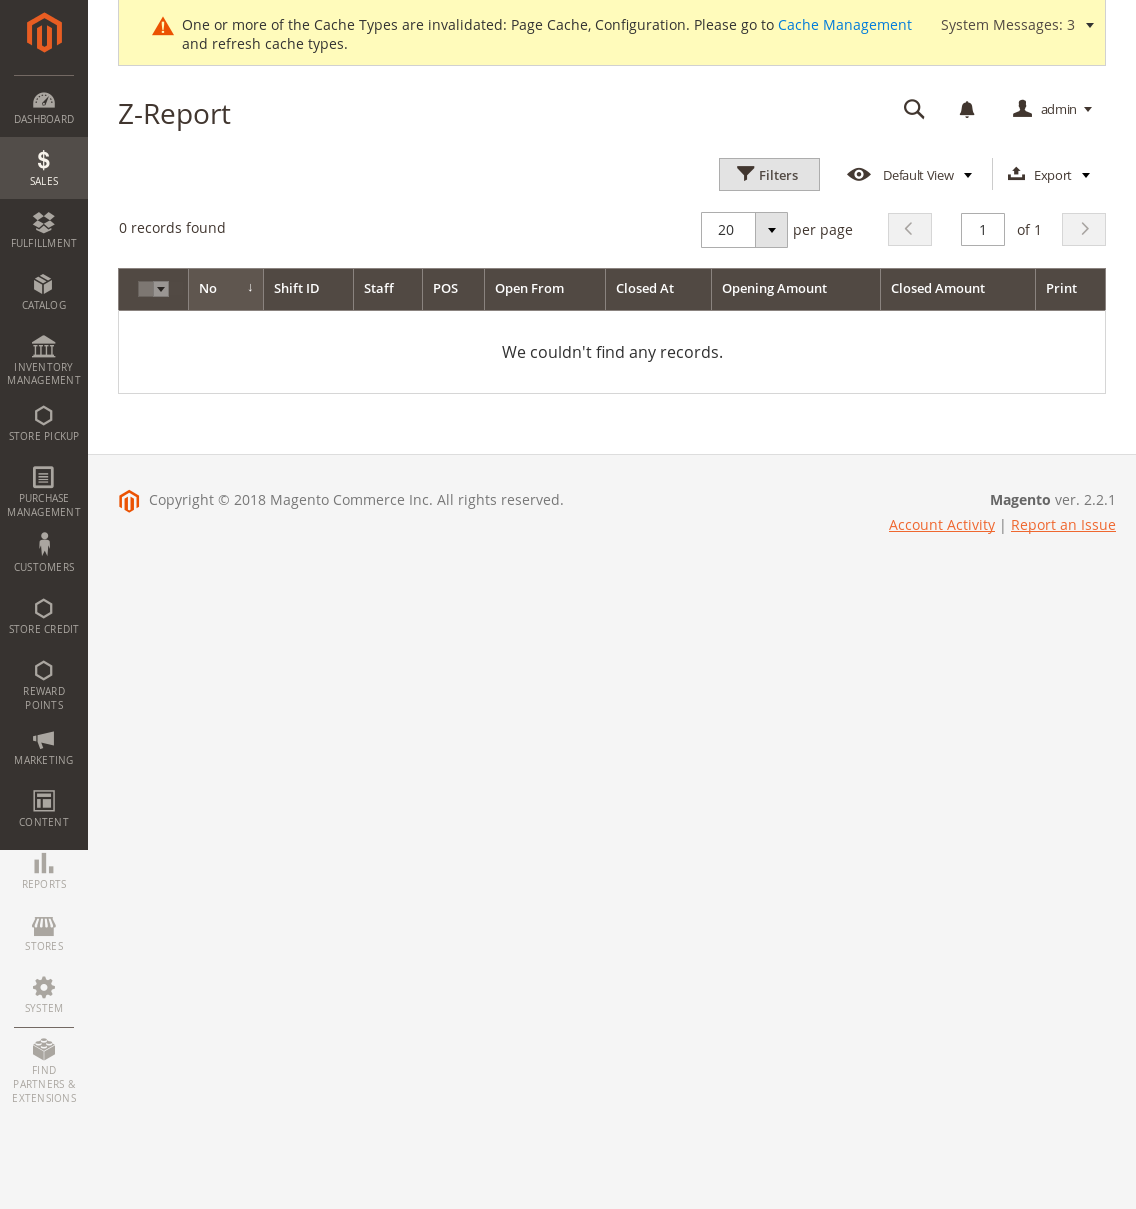 One or more of the Cache Types are invalidated: Page Cache, Configuration. Please go to Cache Management
and refresh cache types.
System Messages: 3
Z-Report
admin
Filters
Default View
Export
0 records found
20
per page
1
of 1
No ↓ Shift ID Staff POS Open From Closed At Opening Amount Closed Amount Print
We couldn't find any records.
Copyright © 2018 Magento Commerce Inc. All rights reserved.
Magento ver. 2.2.1
Account Activity | Report an Issue
DASHBOARD
$
SALES
FULFILLMENT
CATALOG
INVENTORY
MANAGEMENT
STORE PICKUP
PURCHASE
MANAGEMENT
CUSTOMERS
STORE CREDIT
REWARD
POINTS
MARKETING
CONTENT
REPORTS
STORES
SYSTEM
FIND
PARTNERS &
EXTENSIONS